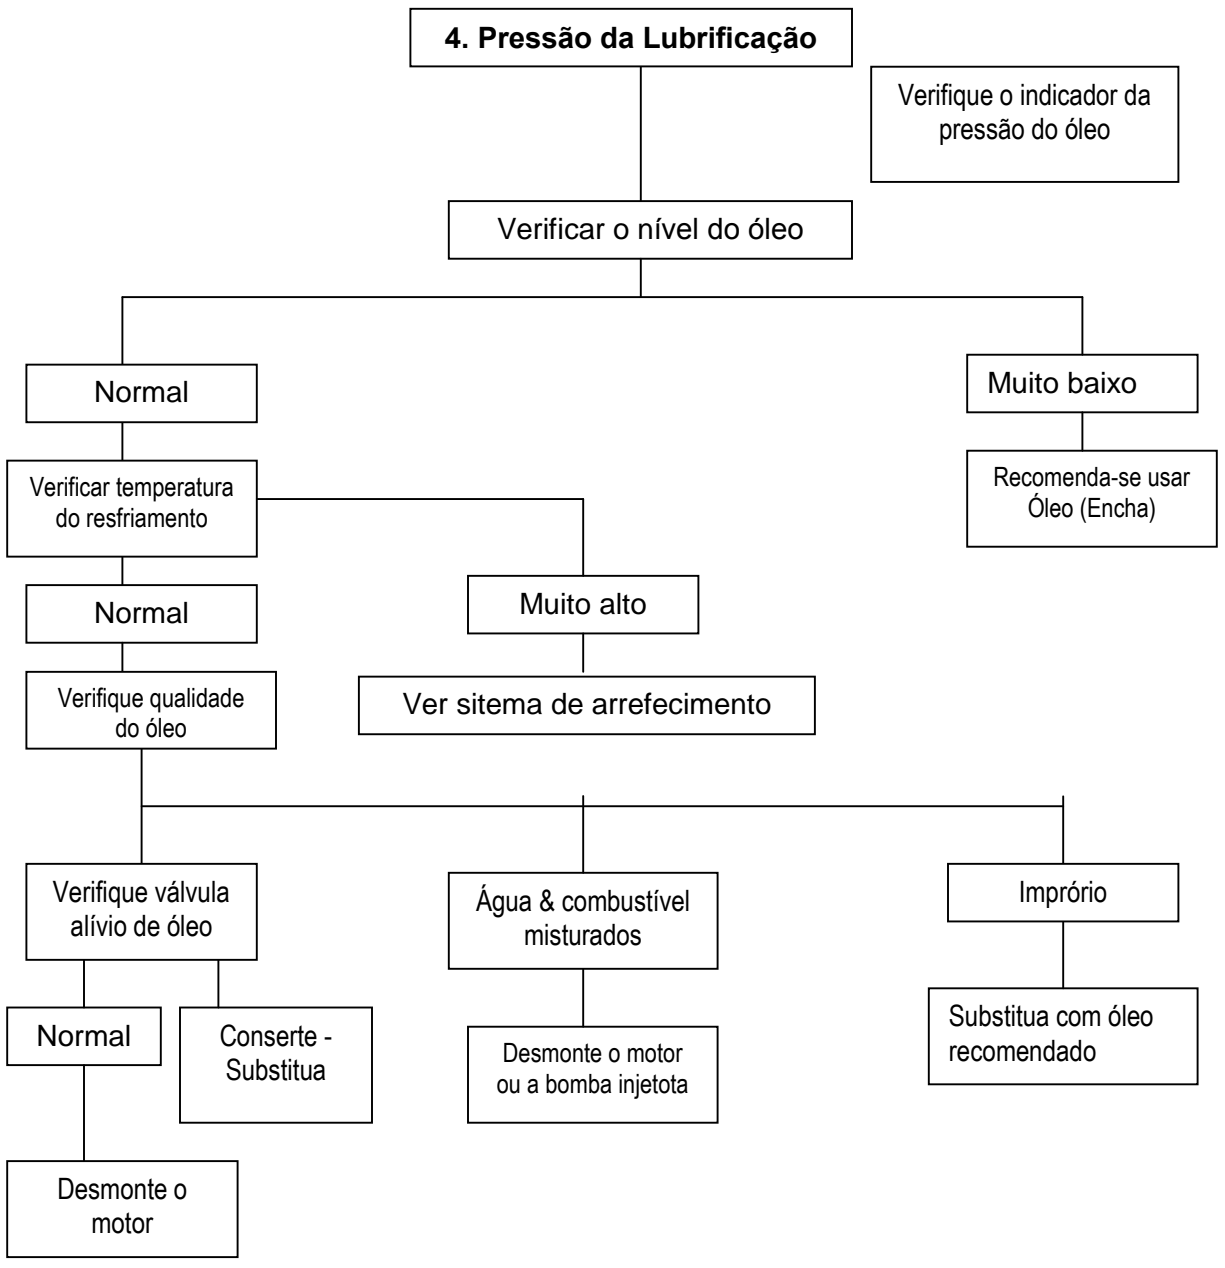 4. Pressão da Lubrificação
Verifique o indicador da
pressão do óleo
Verificar o nível do óleo
Normal
Muito baixo
Verificar temperatura
do resfriamento
Recomenda-se usar
Óleo (Encha)
Normal
Muito alto
Verifique qualidade
do óleo
Ver sitema de arrefecimento
Verifique válvula
alívio de óleo
Água & combustível
misturados
Imprório
Normal
Conserte -
Substitua
Desmonte o motor
ou a bomba injetota
Substitua com óleo
recomendado
Desmonte o
motor